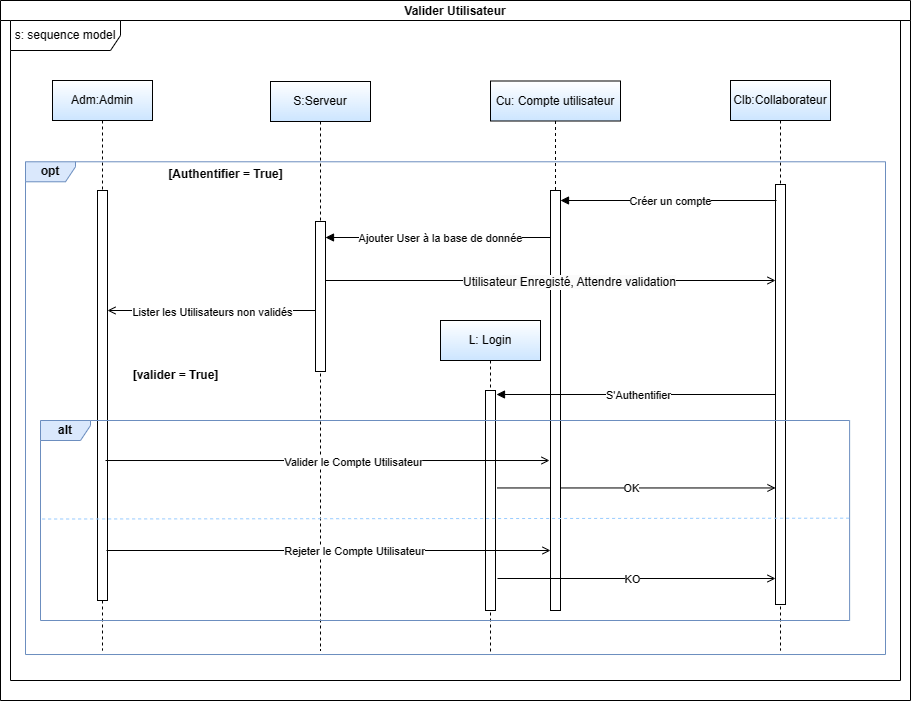 Valider Utilisateur
s: sequence model
Adm:Admin
S:Serveur
Cu: Compte utilisateur
Clb:Collaborateur
opt
[Authentifier = True]
Créer un compte
Ajouter User à la base de donnée
Utilisateur Enregisté, Attendre validation
Lister les Utilisateurs non validés
L: Login
[valider = True]
S'Authentifier
alt
Valider le Compte Utilisateur
OK
Rejeter le Compte Utilisateur
KO